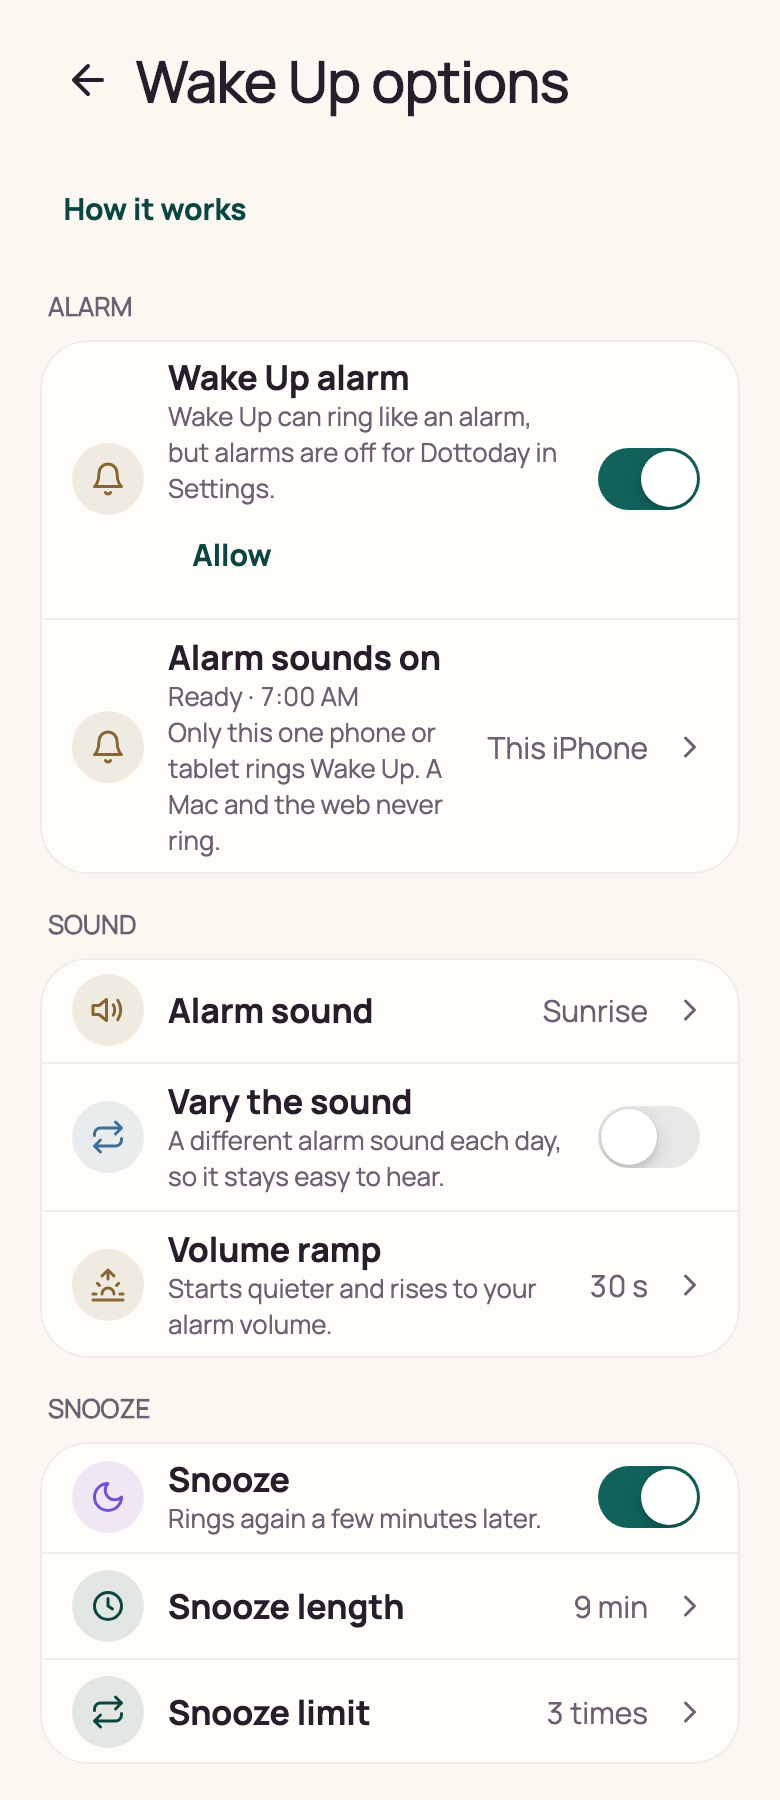 Wake Up options
How it works
ALARM
Wake Up alarm
Wake Up can ring like an alarm,
but alarms are off for Dottoday in
Settings.
Allow
Alarm sounds on
Ready · 7:00 AM
Only this one phone or
tablet rings Wake Up. A
Mac and the web never
ring.
This iPhone
SOUND
Alarm sound
Sunrise
Vary the sound
A different alarm sound each day,
so it stays easy to hear.
Volume ramp
Starts quieter and rises to your
alarm volume.
30 s
SNOOZE
Snooze
Rings again a few minutes later.
Snooze length
9 min
Snooze limit
3 times